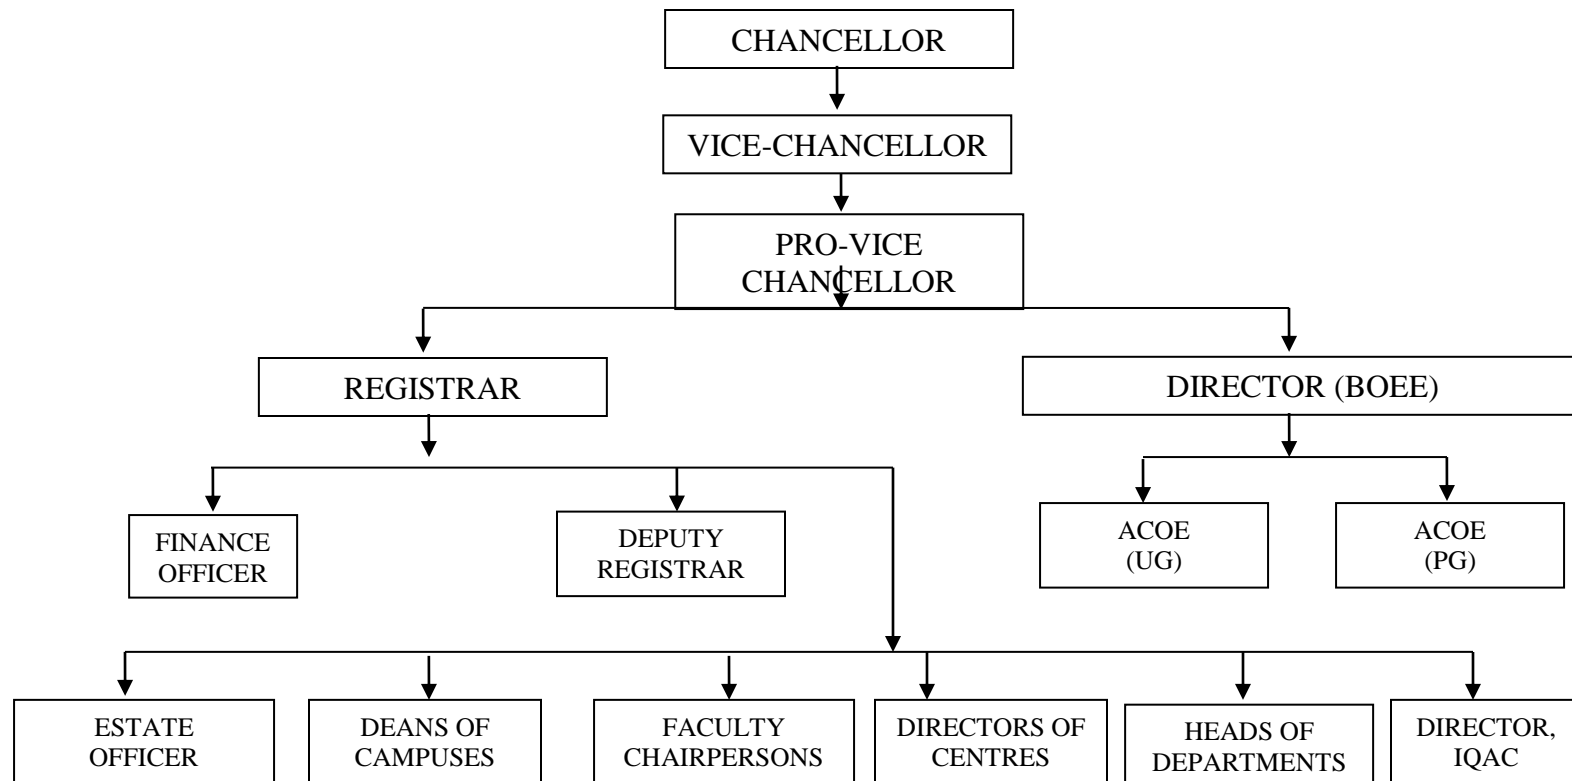 CHANCELLOR
VICE-CHANCELLOR
PRO-VICE
CHANCELLOR
REGISTRAR
DIRECTOR (BOEE)
FINANCE
OFFICER
DEPUTY
REGISTRAR
ACOE
(UG)
ACOE
(PG)
ESTATE
OFFICER
DEANS OF
CAMPUSES
FACULTY
CHAIRPERSONS
DIRECTORS OF
CENTRES
HEADS OF
DEPARTMENTS
DIRECTOR,
IQAC